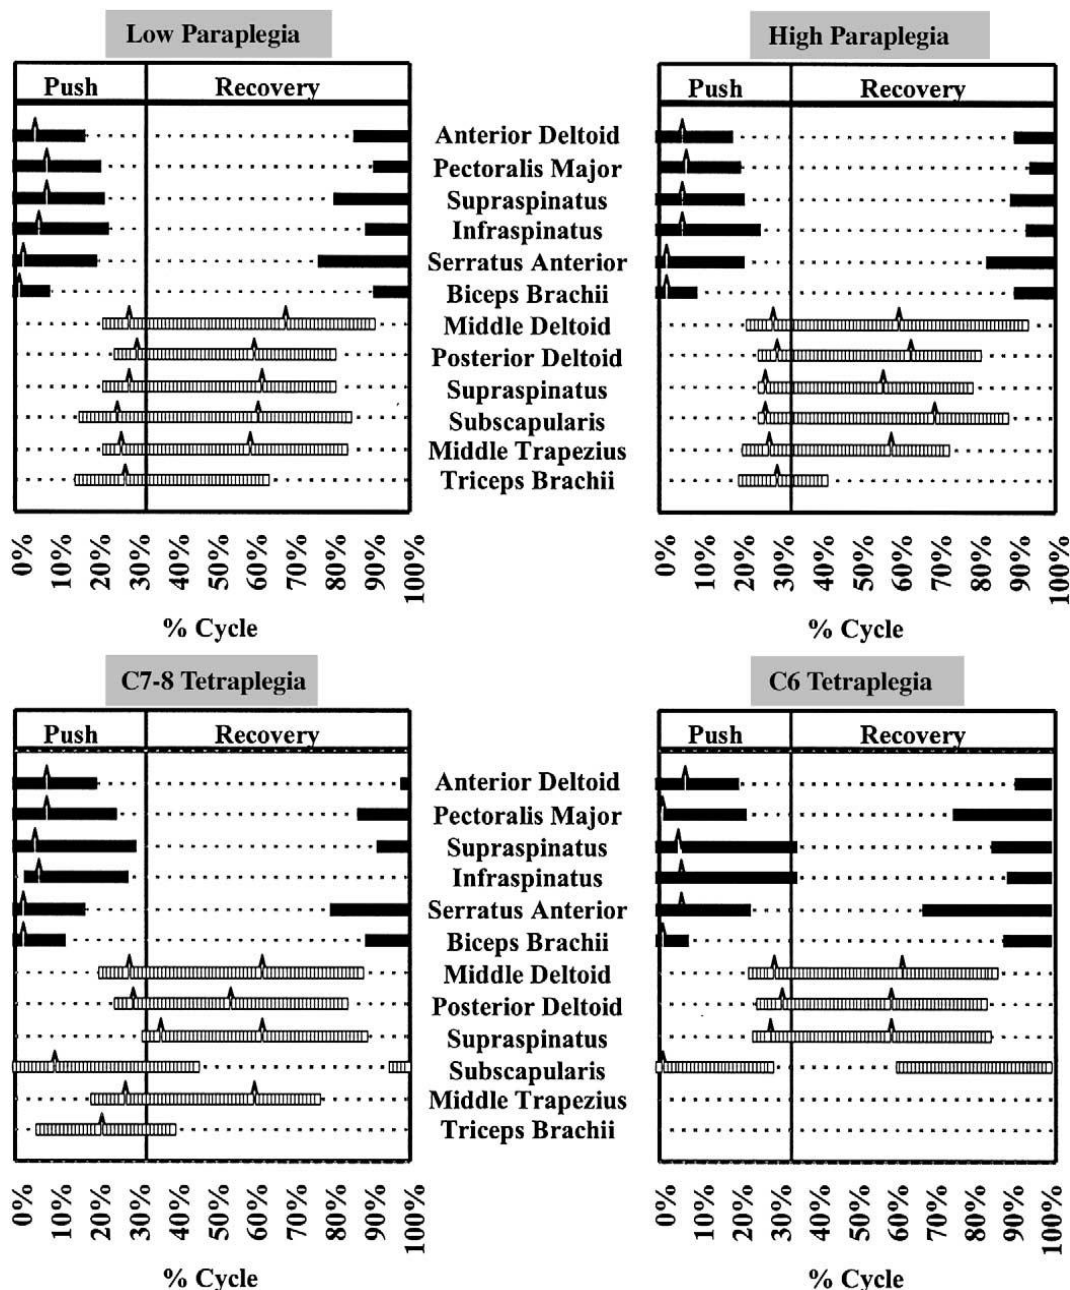 Low Paraplegia
High Paraplegia
Push Recovery
Push Recovery
Anterior Deltoid
Pectoralis Major
Supraspinatus
Infraspinatus
Serratus Anterior
Biceps Brachii
Middle Deltoid
Posterior Deltoid
Supraspinatus
Subscapularis
Middle Trapezius
Triceps Brachii
0% 10% 20% 30% 40% 50% 60% 70% 80% 90% 100%
0% 10% 20% 30% 40% 50% 60% 70% 80% 90% 100%
% Cycle
% Cycle
C7-8 Tetraplegia
C6 Tetraplegia
Push Recovery
Push Recovery
Anterior Deltoid
Pectoralis Major
Supraspinatus
Infraspinatus
Serratus Anterior
Biceps Brachii
Middle Deltoid
Posterior Deltoid
Supraspinatus
Subscapularis
Middle Trapezius
Triceps Brachii
0% 10% 20% 30% 40% 50% 60% 70% 80% 90% 100%
0% 10% 20% 30% 40% 50% 60% 70% 80% 90% 100%
% Cycle
% Cycle